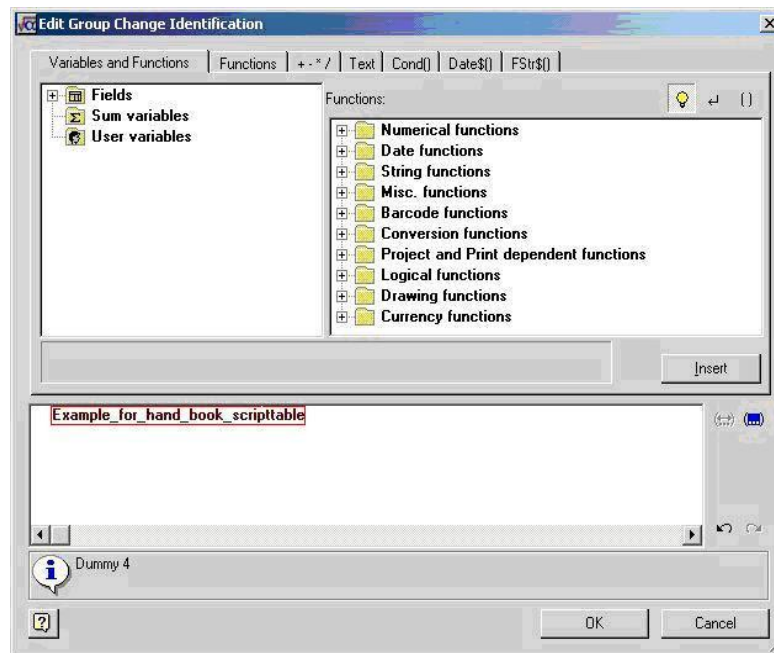 Edit Group Change Identification
Variables and Functions Functions + - * / Text Cond() Date$() FStr$()
Fields
Sum variables
User variables
Functions:
( )
Numerical functions
Date functions
String functions
Misc. functions
Barcode functions
Conversion functions
Project and Print dependent functions
Logical functions
Drawing functions
Currency functions
Insert
Example_for_hand_book_scripttable
Dummy 4
OK Cancel